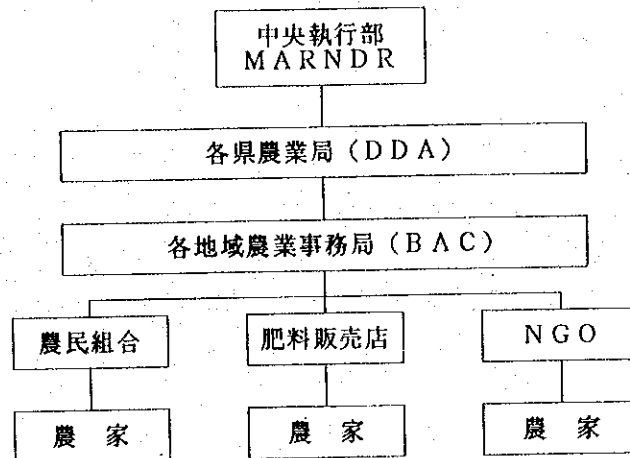 中央執行部
MARNDR
各県農業局(DDA)
各地域農業事務局(BAC)
農民組合
肥料販売店
NGO
農家
農家
農家